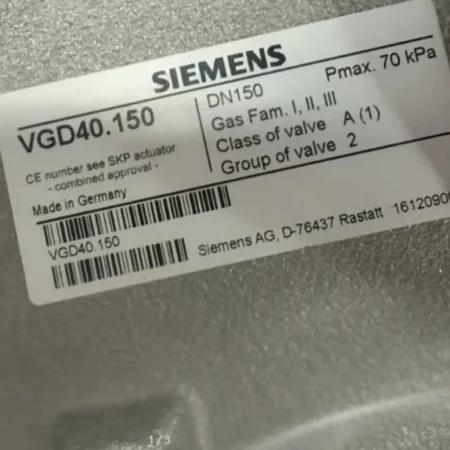 SIEMENS
VGD40.150
CE number see SKP actuator
- combined approval -
Made in Germany
DN150 Pmax. 70 kPa
Gas Fam. I, II, III
Class of valve A (1)
Group of valve 2
VGD40.150
Siemens AG, D-76437 Rastatt 1612090
1/3